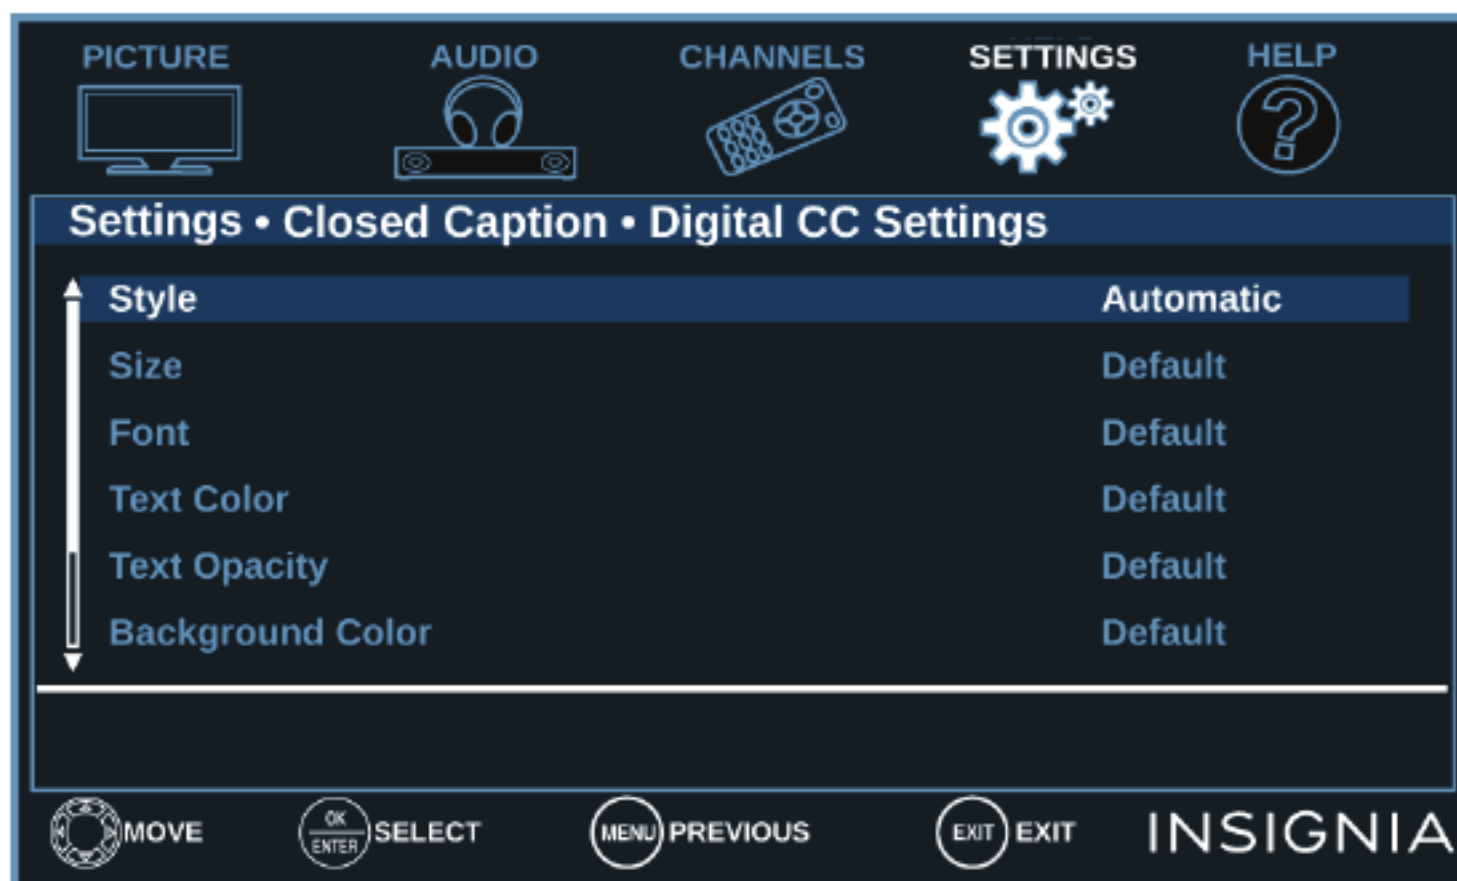 PICTURE AUDIO CHANNELS SETTINGS HELP
Settings • Closed Caption • Digital CC Settings
Style Automatic
Size Default
Font Default
Text Color Default
Text Opacity Default
Background Color Default
OK
ENTER
MOVE SELECT MENU PREVIOUS EXIT EXIT INSIGNIA